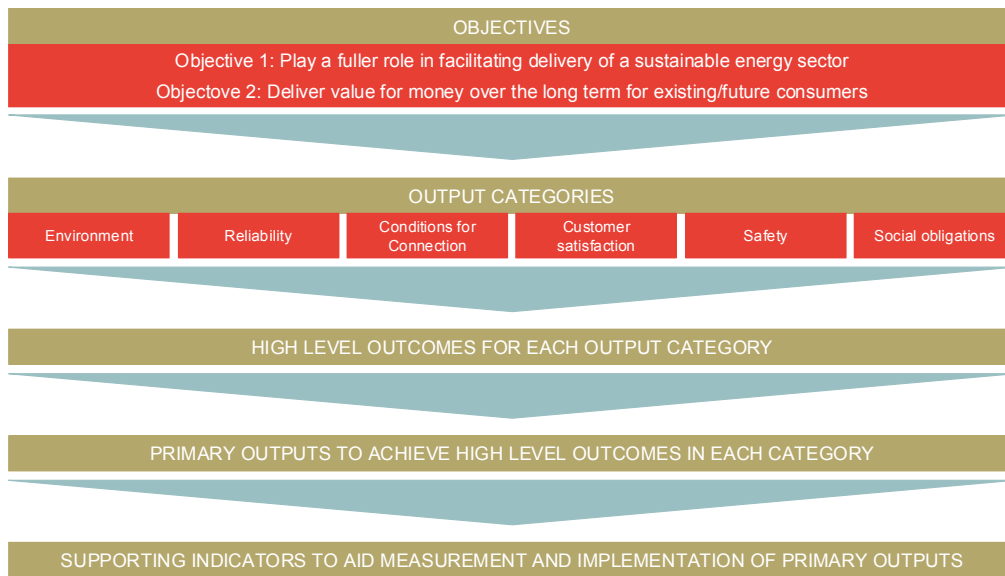 OBJECTIVES
Objective 1: Play a fuller role in facilitating delivery of a sustainable energy sector
Objectove 2: Deliver value for money over the long term for existing/future consumers
OUTPUT CATEGORIES
Environment
Reliability
Conditions for
Connection
Customer
satisfaction
Safety
Social obligations
HIGH LEVEL OUTCOMES FOR EACH OUTPUT CATEGORY
PRIMARY OUTPUTS TO ACHIEVE HIGH LEVEL OUTCOMES IN EACH CATEGORY
SUPPORTING INDICATORS TO AID MEASUREMENT AND IMPLEMENTATION OF PRIMARY OUTPUTS